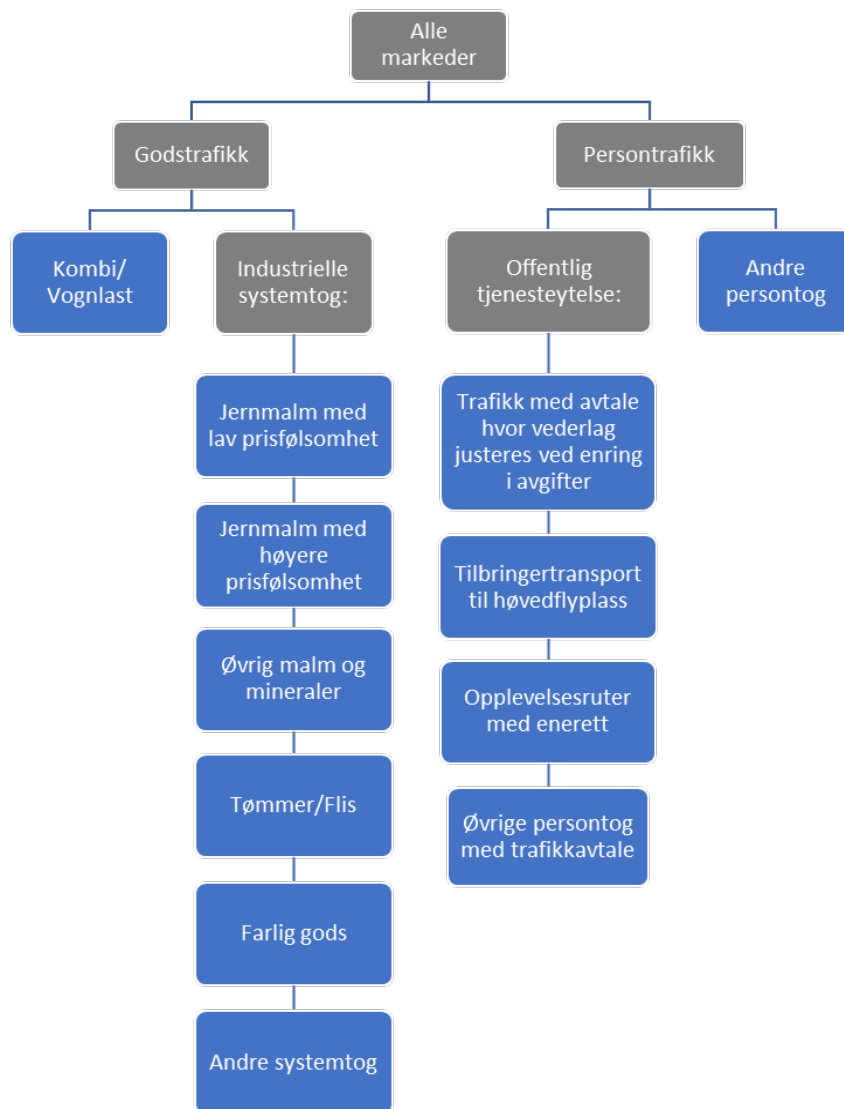 Alle
markeder
Godstrafikk
Persontrafikk
Kombi/
Vognlast
Industrielle
systemtog:
Offentlig
tjenesteytelse:
Andre
persontog
Jernmalm med
lav prisfølsomhet
Jernmalm med
høyere
prisfølsomhet
Øvrig malm og
mineraler
Tømmer/Flis
Farlig gods
Andre systemtog
Trafikk med avtale
hvor vederlag
justeres ved enring
i avgifter
Tilbringertransport
til høvedflyplass
Opplevelsesruter
med enerett
Øvrige persontog
med trafikkavtale